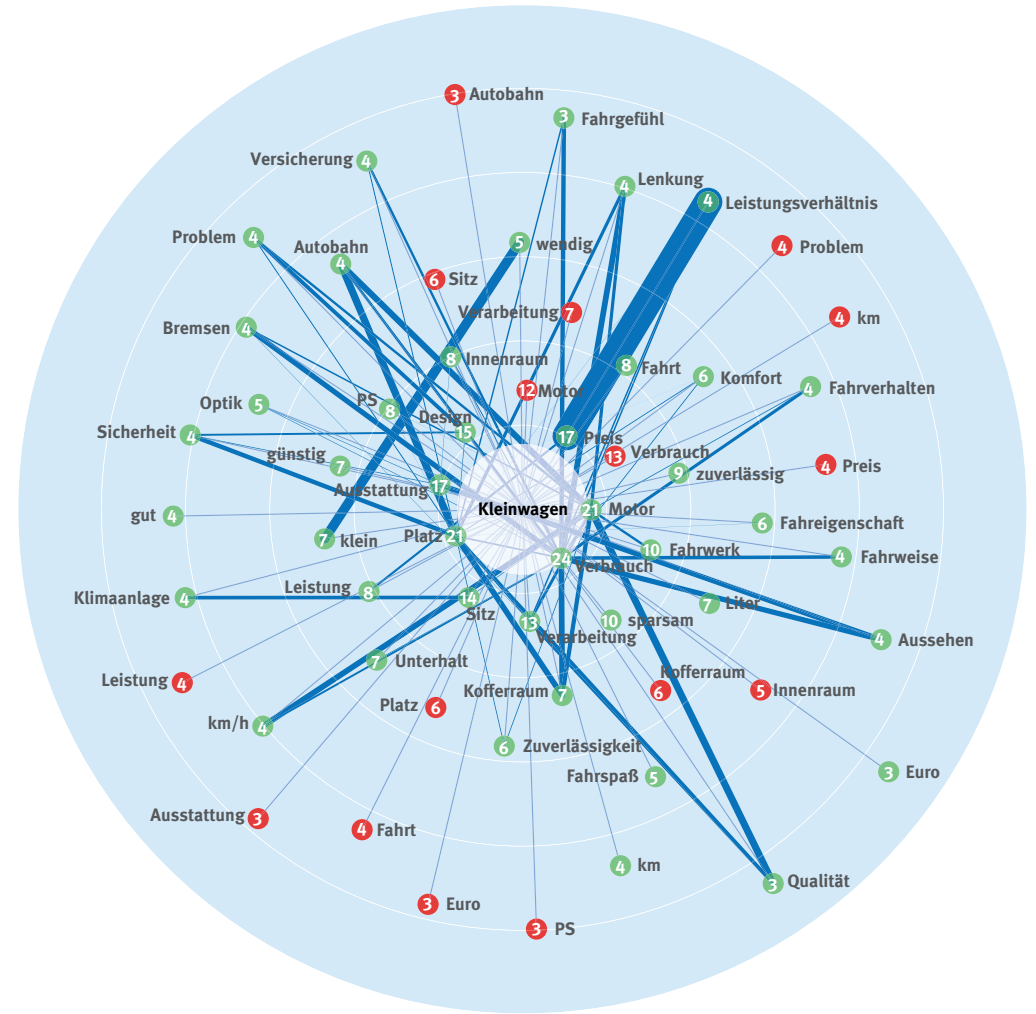 3 Autobahn
3 Fahrgefühl
Versicherung 4
4 Lenkung
4 Leistungsverhältnis
Problem 4
Autobahn
4
5 wendig
4 Problem
6 Sitz
Verarbeitung 7
4 km
Bremsen 4
8 Innenraum
8 Fahrt
6 Komfort
4 Fahrverhalten
12 Motor
Optik 5
PS 8
Design
15
Sicherheit 4
17 Preis
13 Verbrauch
günstig 7
9 zuverlässig
4 Preis
Ausstattung 17
Kleinwagen
21 Motor
gut 4
6 Fahreigenschaft
7 klein
Platz 21
10 Fahrwerk
4 Fahrweise
24 Verbrauch
Klimaanlage 4
Leistung 8
14 Sitz
7 Liter
13 Verarbeitung
10 sparsam
4 Aussehen
7 Unterhalt
Leistung 4
Kofferraum 7
Kofferraum
6
5 Innenraum
Platz 6
km/h 4
6 Zuverlässigkeit
Fahrspaß 5
3 Euro
Ausstattung 3
4 Fahrt
4 km
3 Qualität
3 Euro
3 PS